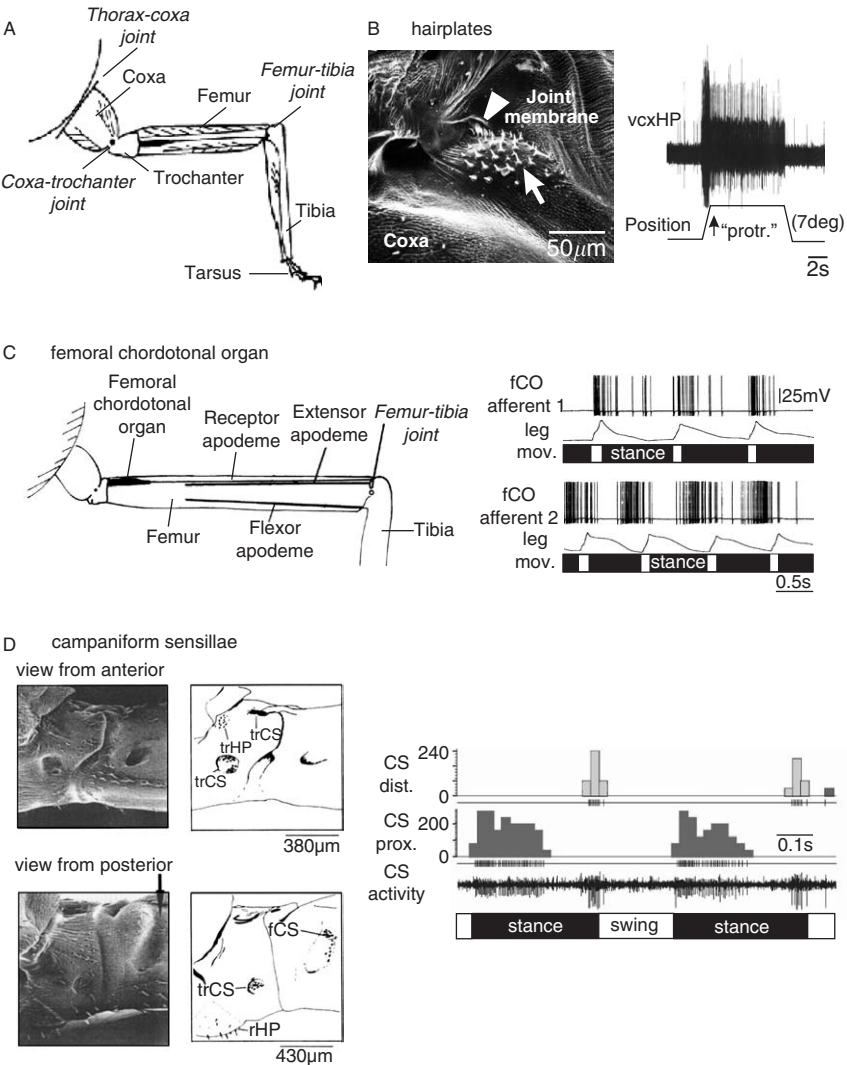 A
Thorax-coxa
joint
Coxa
Femur
Femur-tibia
joint
Coxa-trochanter
joint
Trochanter
Tibia
Tarsus
B hairplates
Joint
membrane
Coxa
50µm
vcxHP
Position
"protr."
(7deg)
2s
C femoral chordotonal organ
Femoral
chordotonal
organ
Receptor
apodeme
Extensor
apodeme
Femur-tibia
joint
Femur
Flexor
apodeme
Tibia
fCO
afferent 1
25mV
leg
mov.
stance
fCO
afferent 2
leg
mov.
stance
0.5s
D campaniform sensillae
view from anterior
trHP
trCS
trCS
380µm
view from posterior
fCS
trCS
rHP
430µm
CS
dist.
240
0
CS
prox.
200
0
0.1s
CS
activity
stance
swing
stance